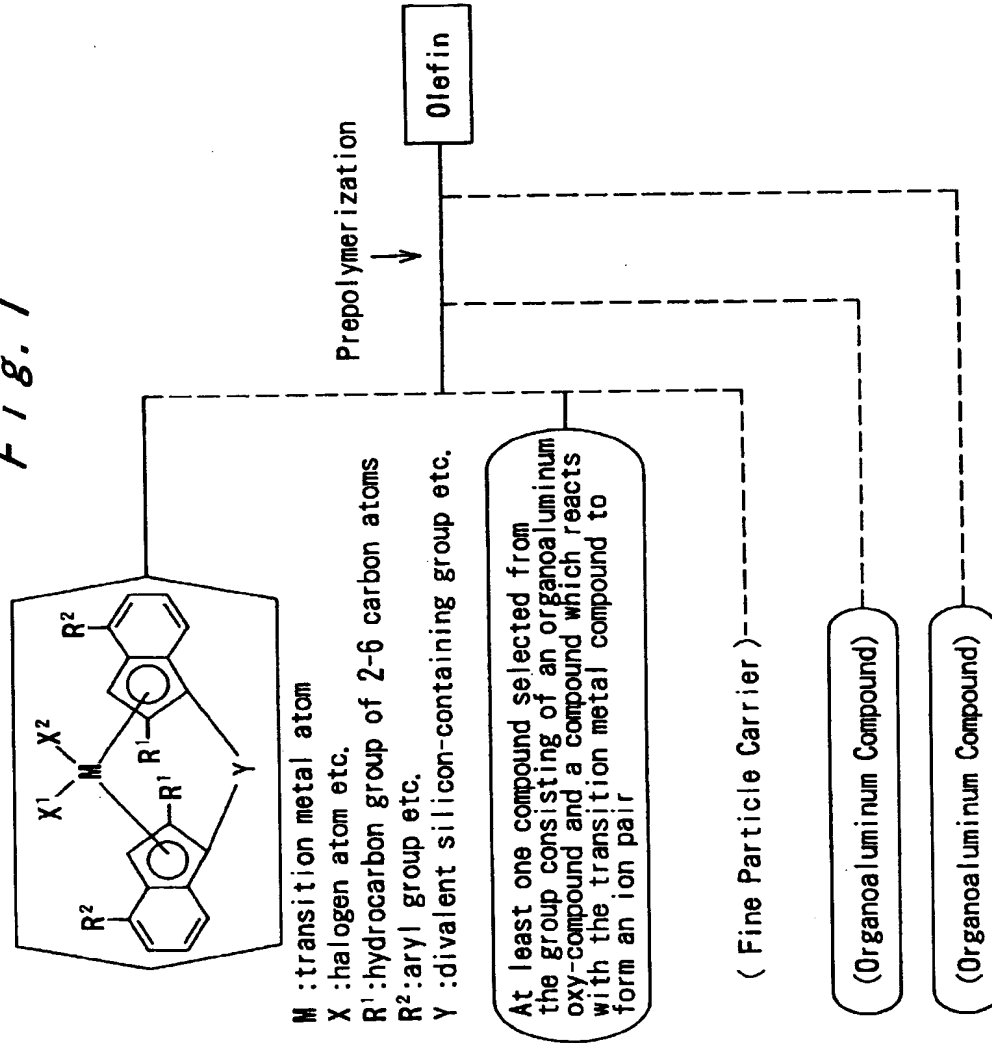 Fig. 1
R²
X¹
X²
M
R¹
R¹
R²
Y
M :transition metal atom
X :halogen atom etc.
R¹:hydrocarbon group of 2-6 carbon atoms
R²:aryl group etc.
Y :divalent silicon-containing group etc.
At least one compound selected from
the group consisting of an organoaluminum
oxy-compound and a compound which reacts
with the transition metal compound to
form an ion pair
( Fine Particle Carrier )
(Organoaluminum Compound)
(Organoaluminum Compound)
Prepolymerization
Olefin